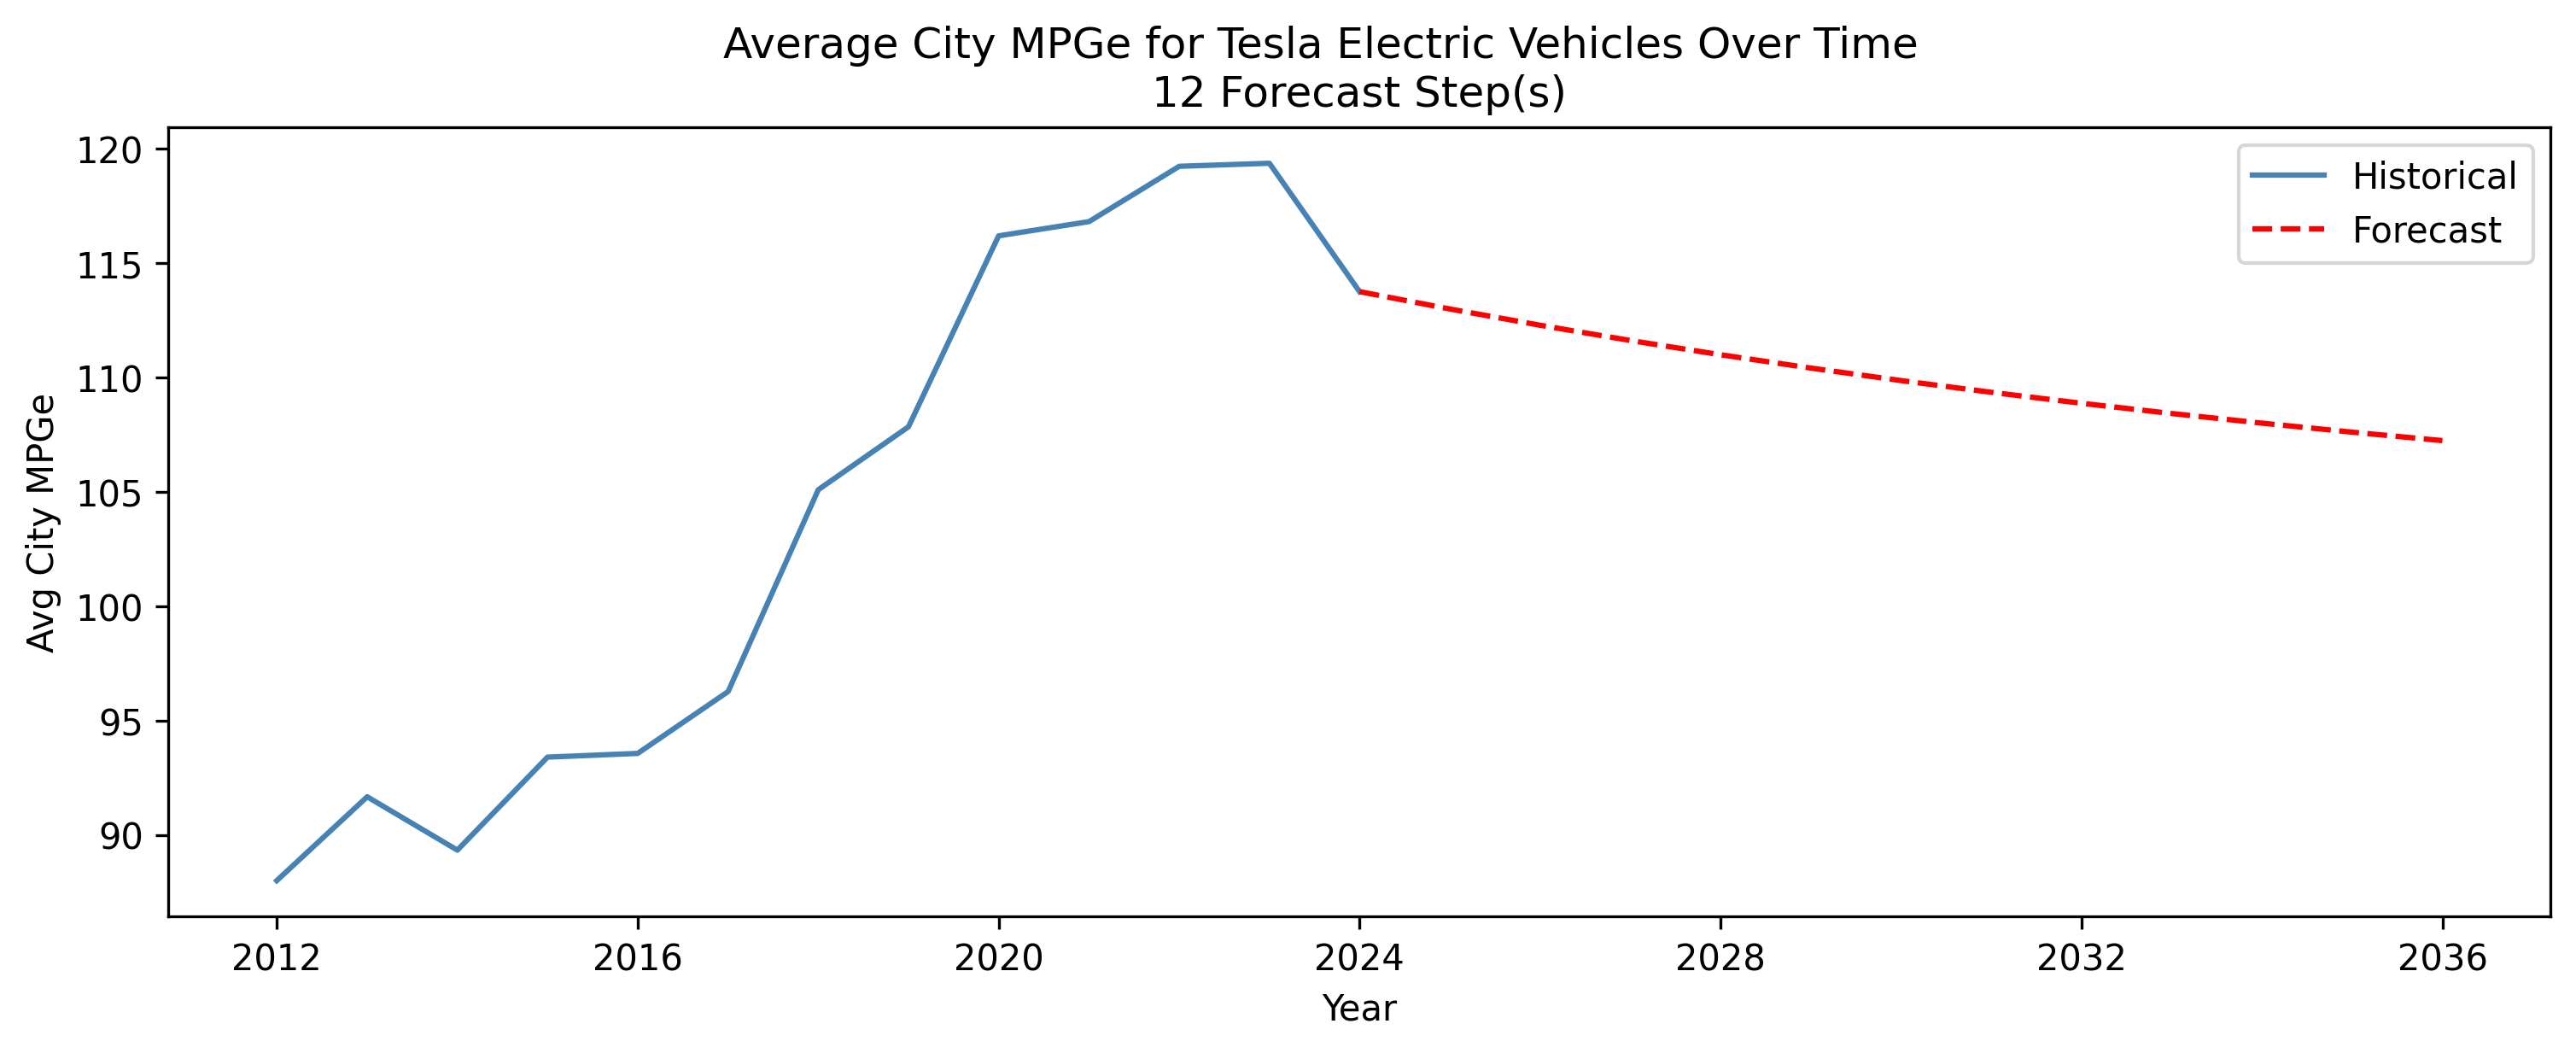 Average City MPGe for Tesla Electric Vehicles Over Time
12 Forecast Step(s)
Historical
Forecast
Avg City MPGe
120
115
110
105
100
95
90
2012
2016
2020
2024
2028
2032
2036
Year